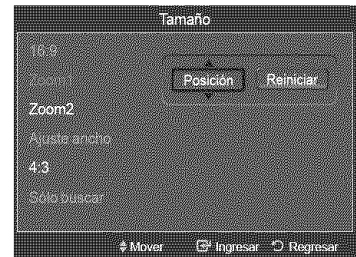 Tamaño
16:9
Zoom1
Posición Reiniciar
Zoom2
Ajuste ancho
4:3
Sólo buscar
Mover Ingresar Regresar